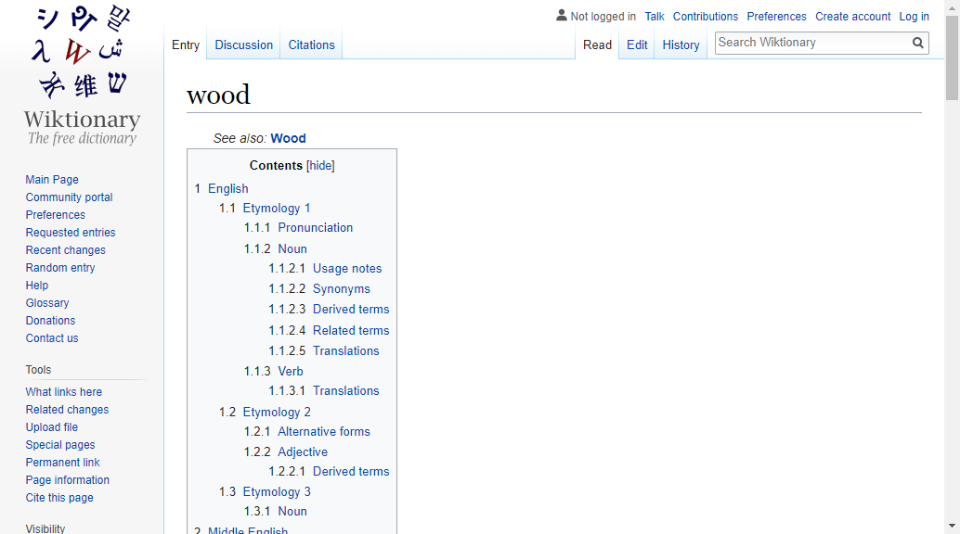 Not logged in Talk Contributions Preferences Create account Log in
Entry Discussion Citations Read Edit History Search Wiktionary
Wiktionary
The free dictionary
Main Page
Community portal
Preferences
Requested entries
Recent changes
Random entry
Help
Glossary
Donations
Contact us
Tools
What links here
Related changes
Upload file
Special pages
Permanent link
Page information
Cite this page
Visibility
wood
See also: Wood
Contents [hide]
1 English
1.1 Etymology 1
1.1.1 Pronunciation
1.1.2 Noun
1.1.2.1 Usage notes
1.1.2.2 Synonyms
1.1.2.3 Derived terms
1.1.2.4 Related terms
1.1.2.5 Translations
1.1.3 Verb
1.1.3.1 Translations
1.2 Etymology 2
1.2.1 Alternative forms
1.2.2 Adjective
1.2.2.1 Derived terms
1.3 Etymology 3
1.3.1 Noun
2 Middle English